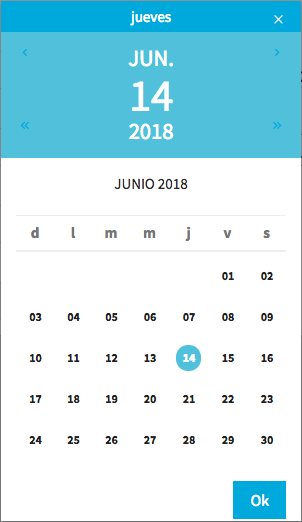 jueves ×
‹ JUN. ›
14
« 2018 »
JUNIO 2018
d l m m j v s
01 02
03 04 05 06 07 08 09
10 11 12 13 14 15 16
17 18 19 20 21 22 23
24 25 26 27 28 29 30
Ok